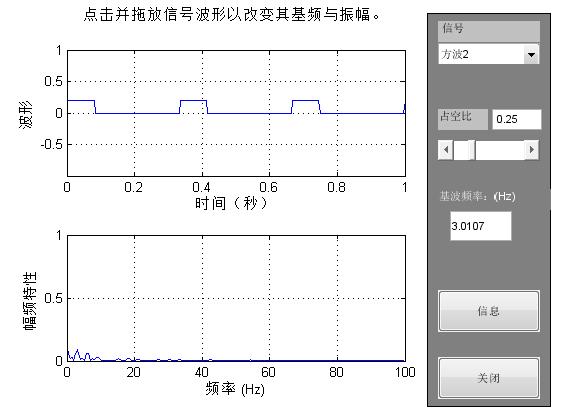 点击并拖放信号波形以改变其基频与振幅。
波形
1
0.5
0
-0.5
0 0.2 0.4 0.6 0.8 1
时间（秒）
幅频特性
1
0.5
0
0 20 40 60 80 100
频率 (Hz)
信号
方波2
占空比 0.25
基波频率：(Hz)
3.0107
信息
关闭